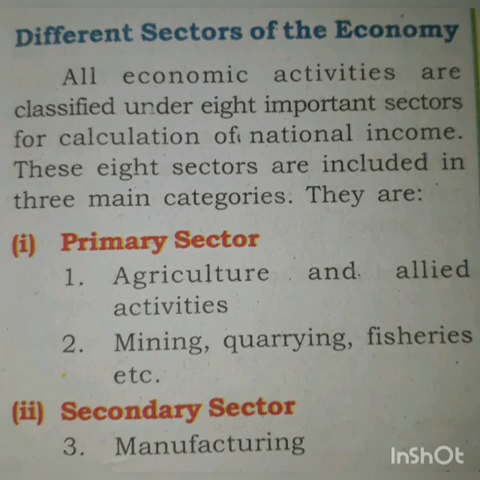 Different Sectors of the Economy
All economic activities are
classified under eight important sectors
for calculation of national income.
These eight sectors are included in
three main categories. They are:
(i) Primary Sector
1. Agriculture and allied
activities
2. Mining, quarrying, fisheries
etc.
(ii) Secondary Sector
3. Manufacturing
InShOt